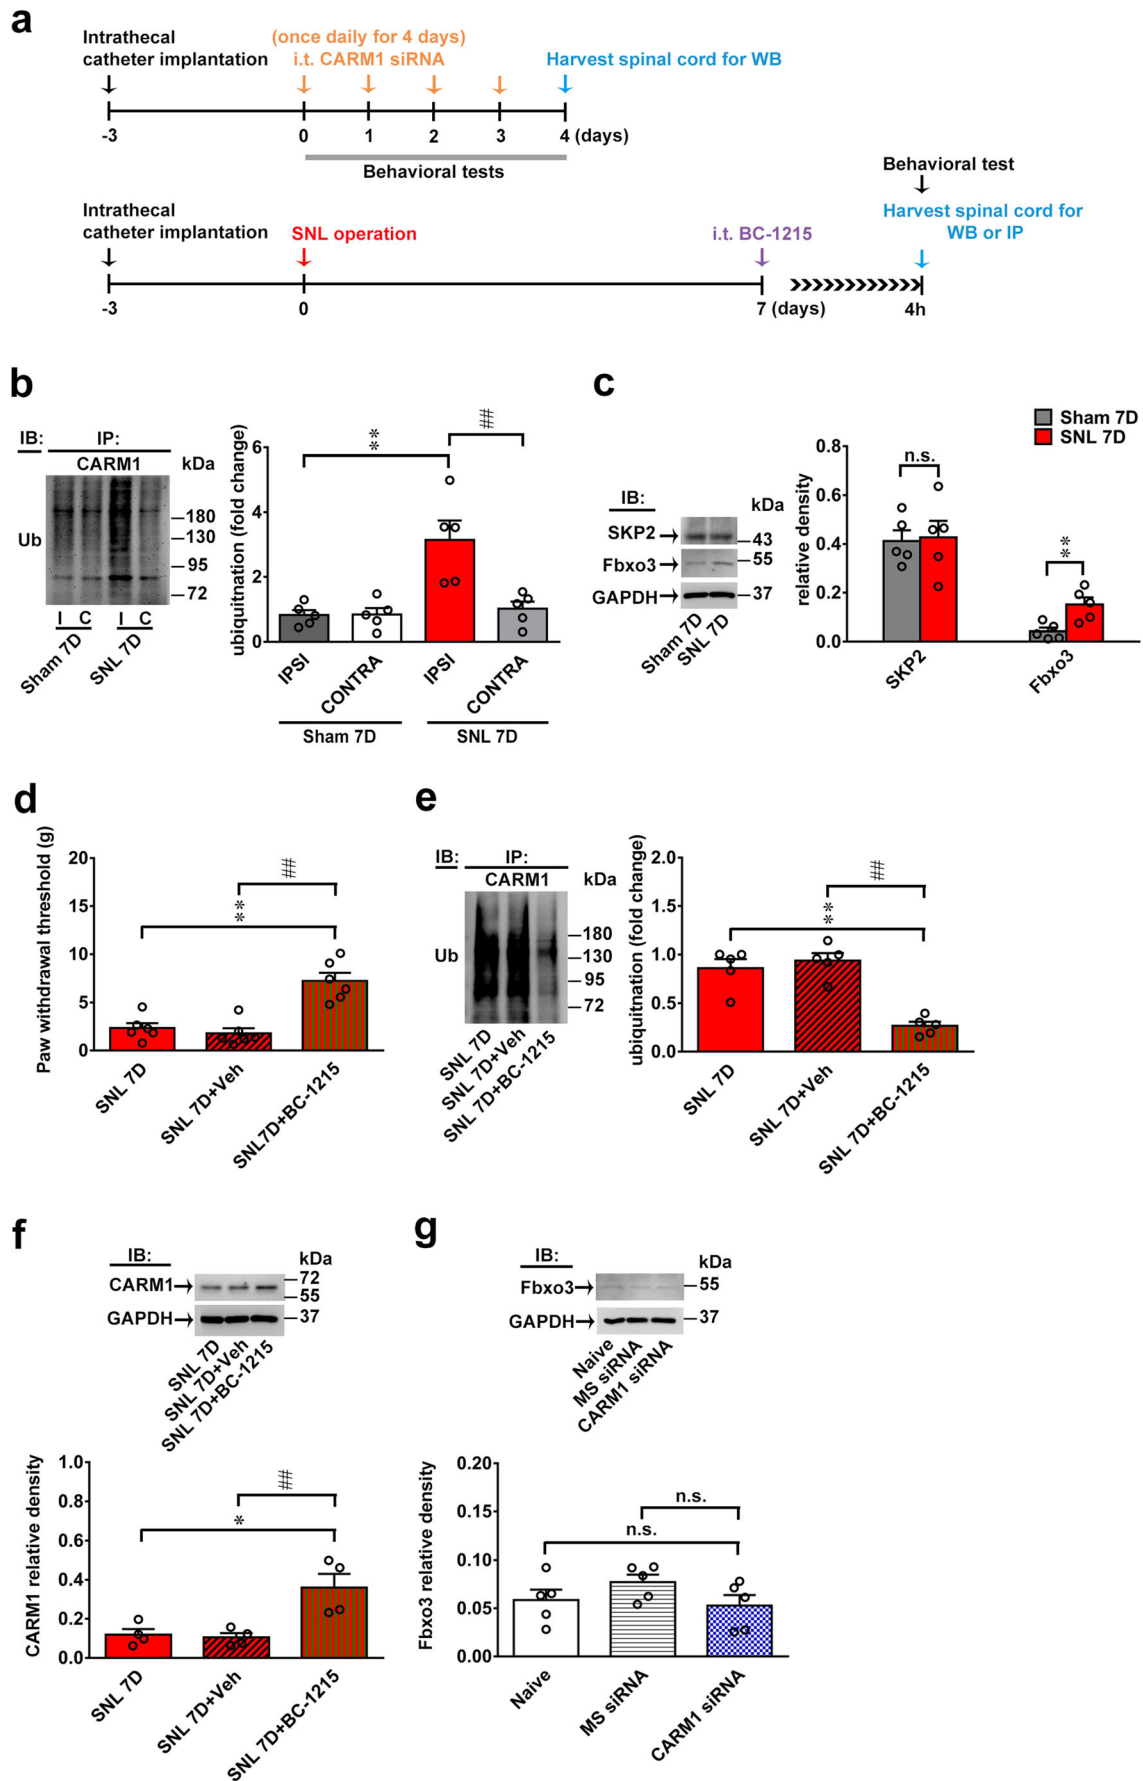 a
Intrathecal
catheter implantation
(once daily for 4 days)
i.t. CARM1 siRNA
Harvest spinal cord for WB
-3 0 1 2 3 4 (days)
Behavioral tests
Behavioral test
Intrathecal
catheter implantation
SNL operation
i.t. BC-1215
Harvest spinal cord for
WB or IP
-3 0 7 (days) 4h
b
IB: IP:
CARM1 kDa
Ub
180
130
95
72
I C I C
Sham 7D SNL 7D
ubiquitnation (fold change)
6
4
2
0
**
##
IPSI CONTRA IPSI CONTRA
Sham 7D SNL 7D
c
Sham 7D
SNL 7D
IB: kDa
SKP2 43
Fbxo3 55
GAPDH 37
Sham 7D
SNL 7D
relative density
0.8
0.6
0.4
0.2
0.0
n.s.
**
SKP2 Fbxo3
d
Paw withdrawal threshold (g)
20
15
10
5
0
##
**
SNL 7D
SNL 7D+Veh
SNL7D+BC-1215
e
IB: IP:
CARM1 kDa
Ub
180
130
95
72
SNL 7D
SNL 7D+Veh
SNL 7D+BC-1215
ubiquitnation (fold change)
2.0
1.5
1.0
0.5
0.0
##
**
SNL 7D
SNL 7D+Veh
SNL 7D+BC-1215
f
IB: kDa
CARM1 72
55
GAPDH 37
SNL 7D
SNL 7D+Veh
SNL 7D+BC-1215
CARM1 relative density
1.0
0.8
0.6
0.4
0.2
0.0
##
*
SNL 7D
SNL 7D+Veh
SNL 7D+BC-1215
g
IB: kDa
Fbxo3 55
GAPDH 37
Naive
MS siRNA
CARM1 siRNA
Fbxo3 relative density
0.20
0.15
0.10
0.05
0.00
n.s.
n.s.
Naive
MS siRNA
CARM1 siRNA